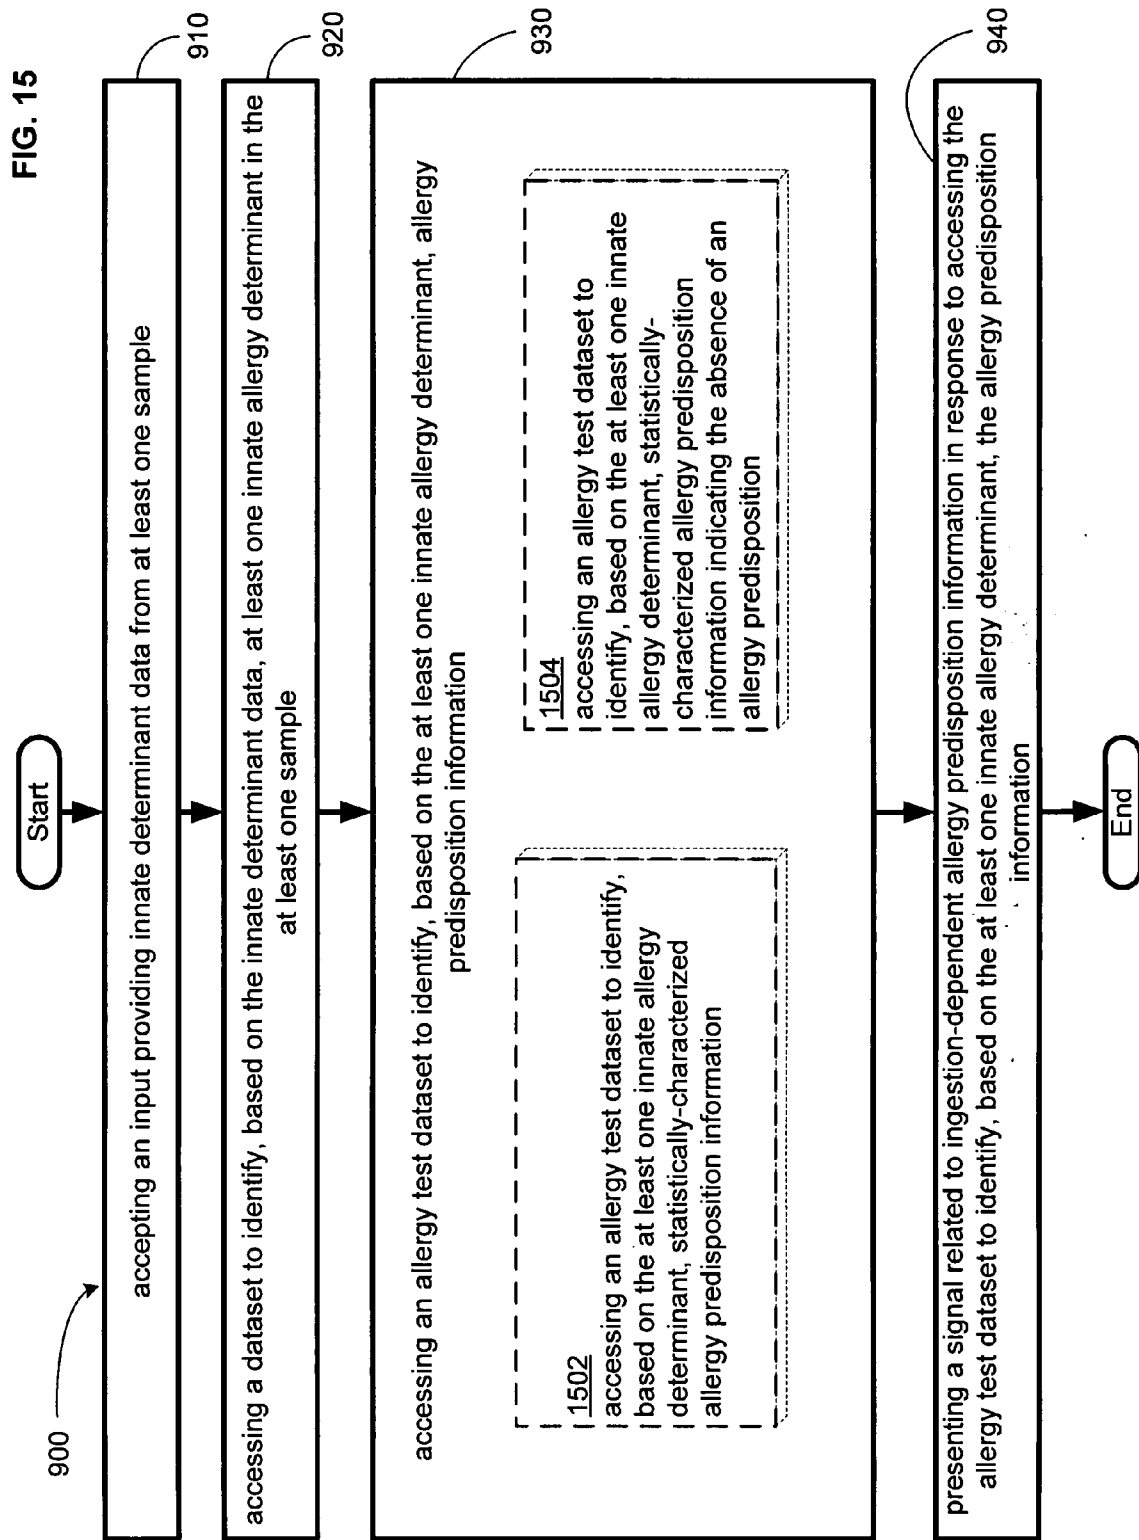 FIG. 15
900
Start
910
accepting an input providing innate determinant data from at least one sample
920
accessing a dataset to identify, based on the innate determinant data, at least one innate allergy determinant in the
at least one sample
930
accessing an allergy test dataset to identify, based on the at least one innate allergy determinant, allergy
predisposition information
1502
accessing an allergy test dataset to identify,
based on the at least one innate allergy
determinant, statistically-characterized
allergy predisposition information
1504
accessing an allergy test dataset to
identify, based on the at least one innate
allergy determinant, statistically-
characterized allergy predisposition
information indicating the absence of an
allergy predisposition
940
presenting a signal related to ingestion-dependent allergy predisposition information in response to accessing the
allergy test dataset to identify, based on the at least one innate allergy determinant, the allergy predisposition
information
End